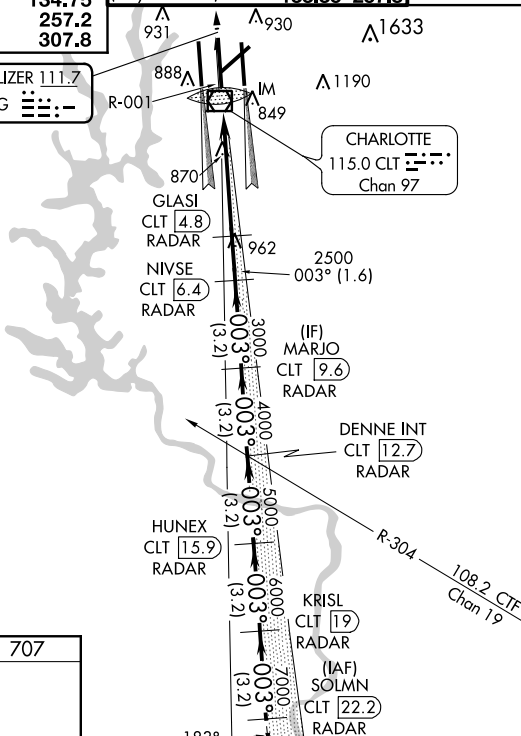 134.75
257.2
307.8
931
930
1633
LIZER 111.7
G
888
R-001
IM
849
1190
CHARLOTTE
115.0 CLT
Chan 97
870
GLASI
CLT 4.8
RADAR
962
2500
003° (1.6)
NIVSE
CLT 6.4
RADAR
003°
3000
(3.2)
(IF)
MARJO
CLT 9.6
RADAR
003°
4000
(3.2)
DENNE INT
CLT 12.7
RADAR
003°
5000
(3.2)
HUNEX
CLT 15.9
RADAR
R-304
108.2 CTF
Chan 19
003°
6000
(3.2)
KRISL
CLT 19
RADAR
707
003°
7000
(3.2)
(IAF)
SOLMN
CLT 22.2
RADAR